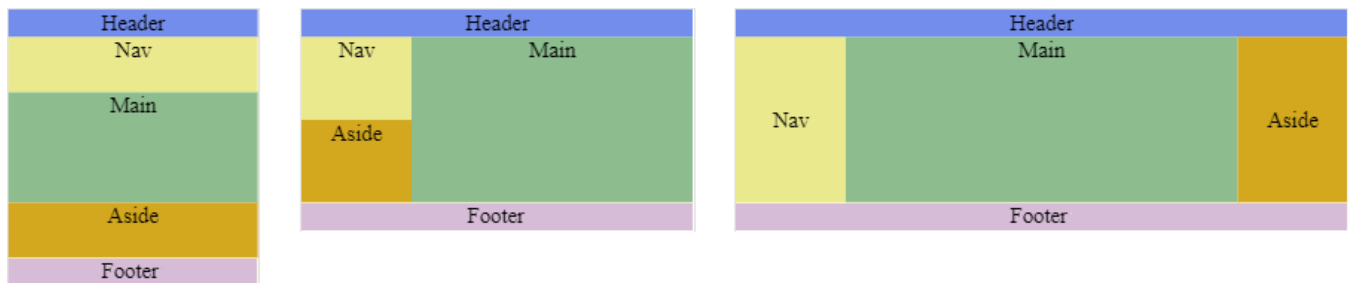 Header
Nav
Main
Aside
Footer
Header
Nav
Main
Aside
Footer
Header
Nav
Main
Aside
Footer